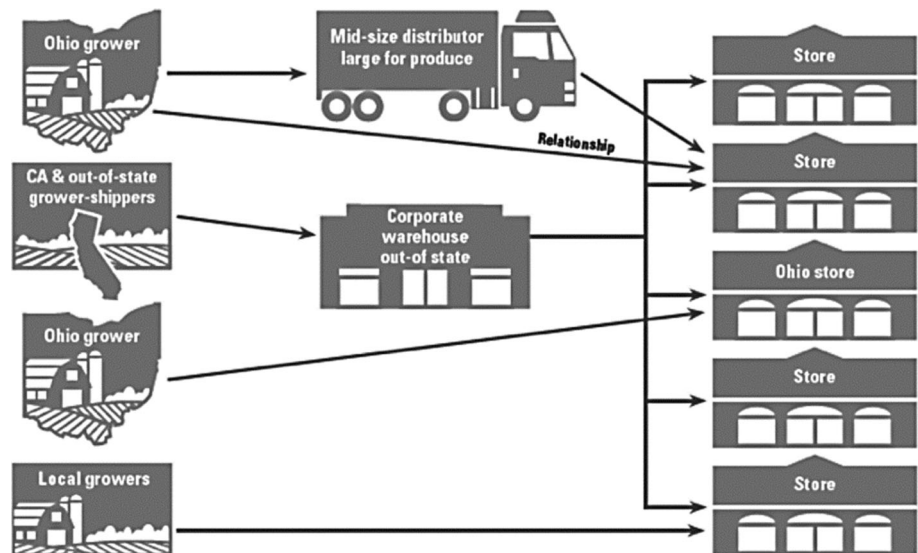 Ohio grower
Mid-size distributor
large for produce
Store
Relationship
Store
CA & out-of-state
grower-shippers
Corporate
warehouse
out-of state
Ohio store
Ohio grower
Store
Local growers
Store